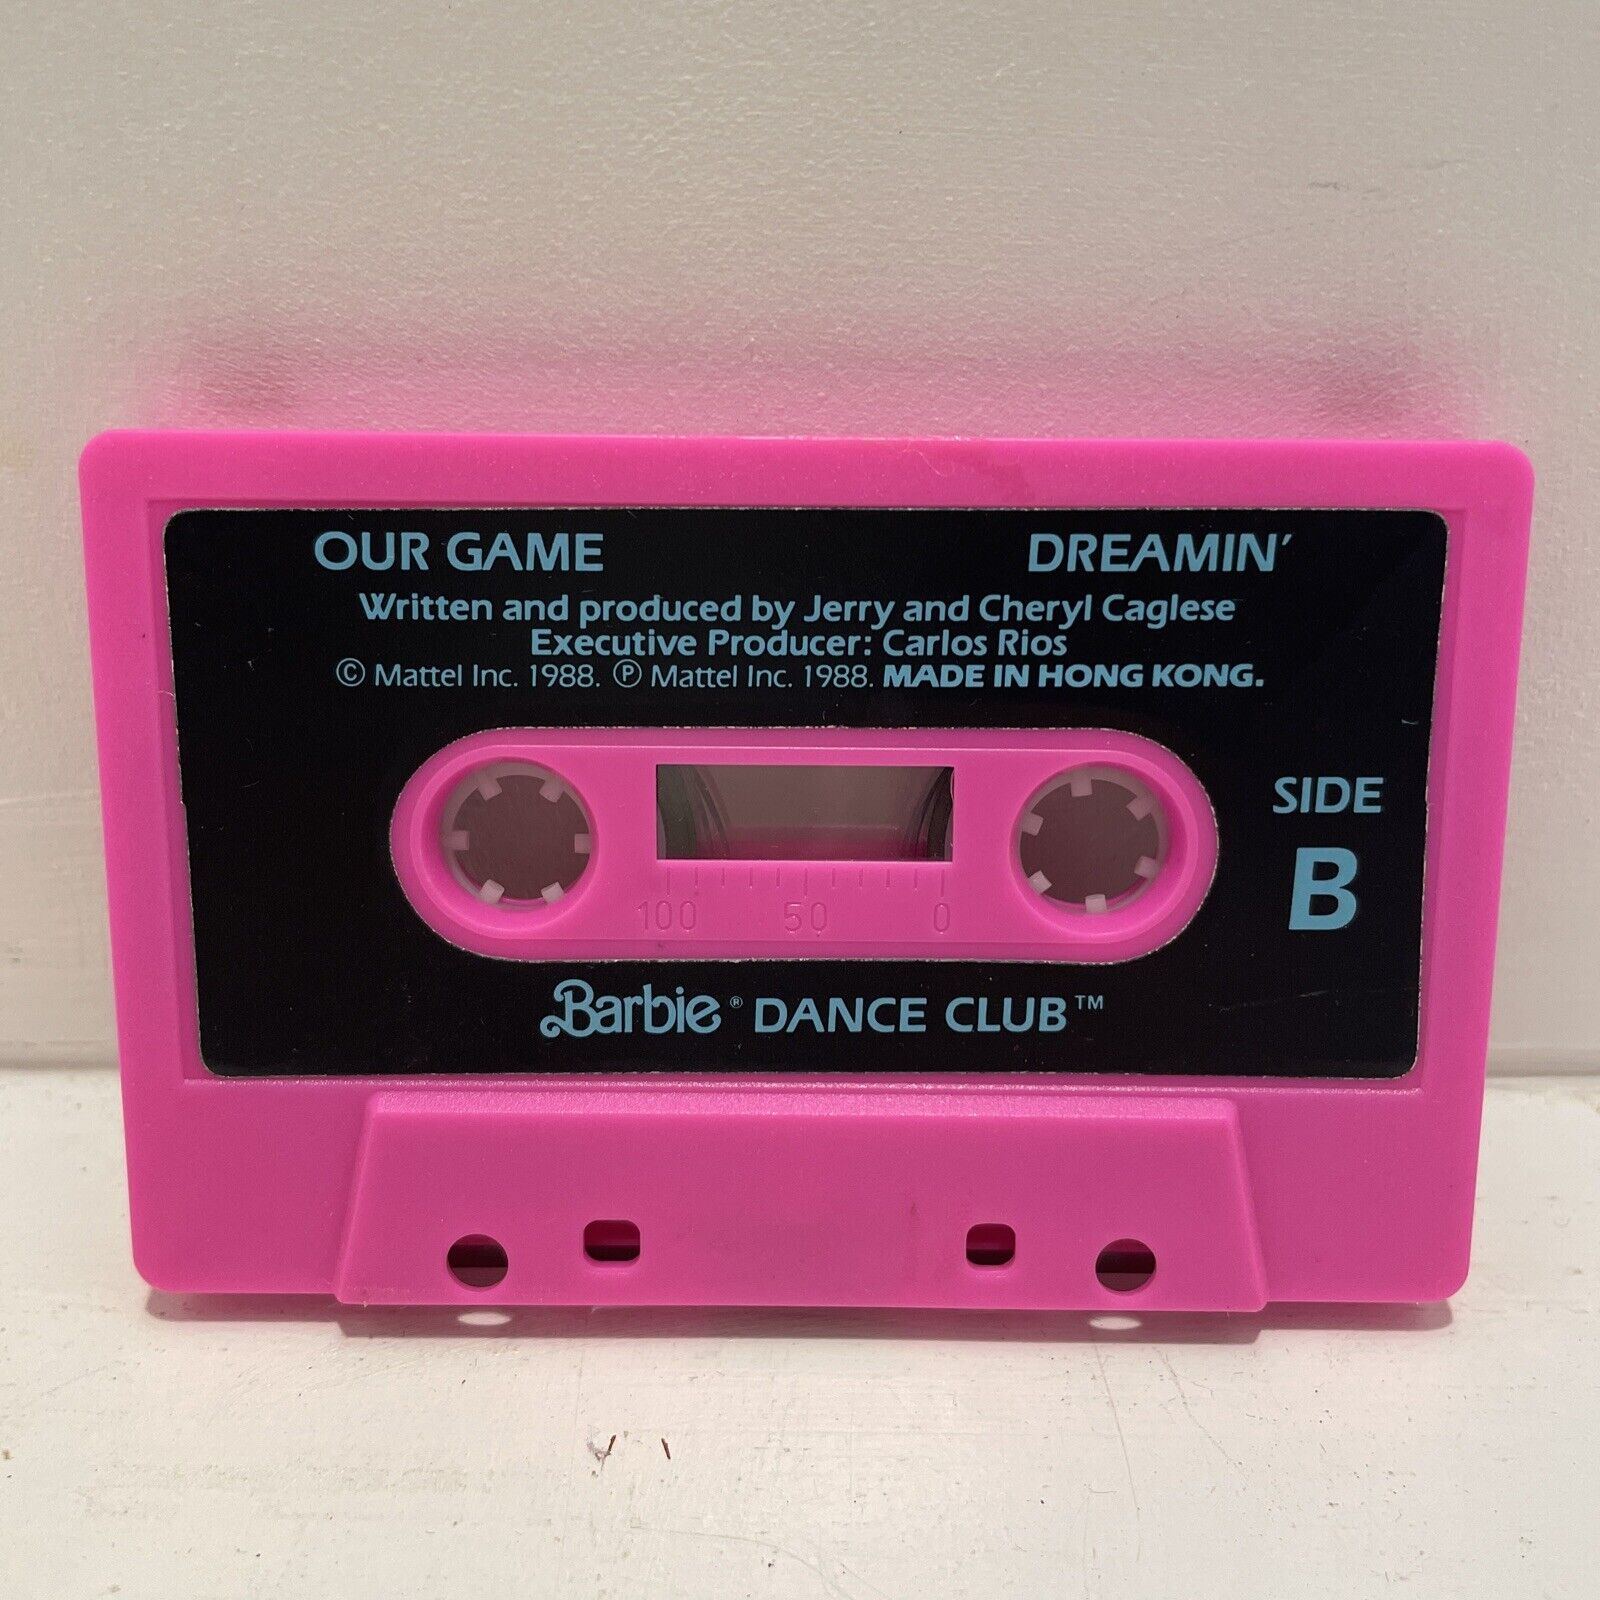 OUR GAME DREAMIN'
Written and produced by Jerry and Cheryl Caglese
Executive Producer: Carlos Rios
© Mattel Inc. 1988. ℗ Mattel Inc. 1988. MADE IN HONG KONG.
SIDE
B
100 50 0
Barbie® DANCE CLUB™